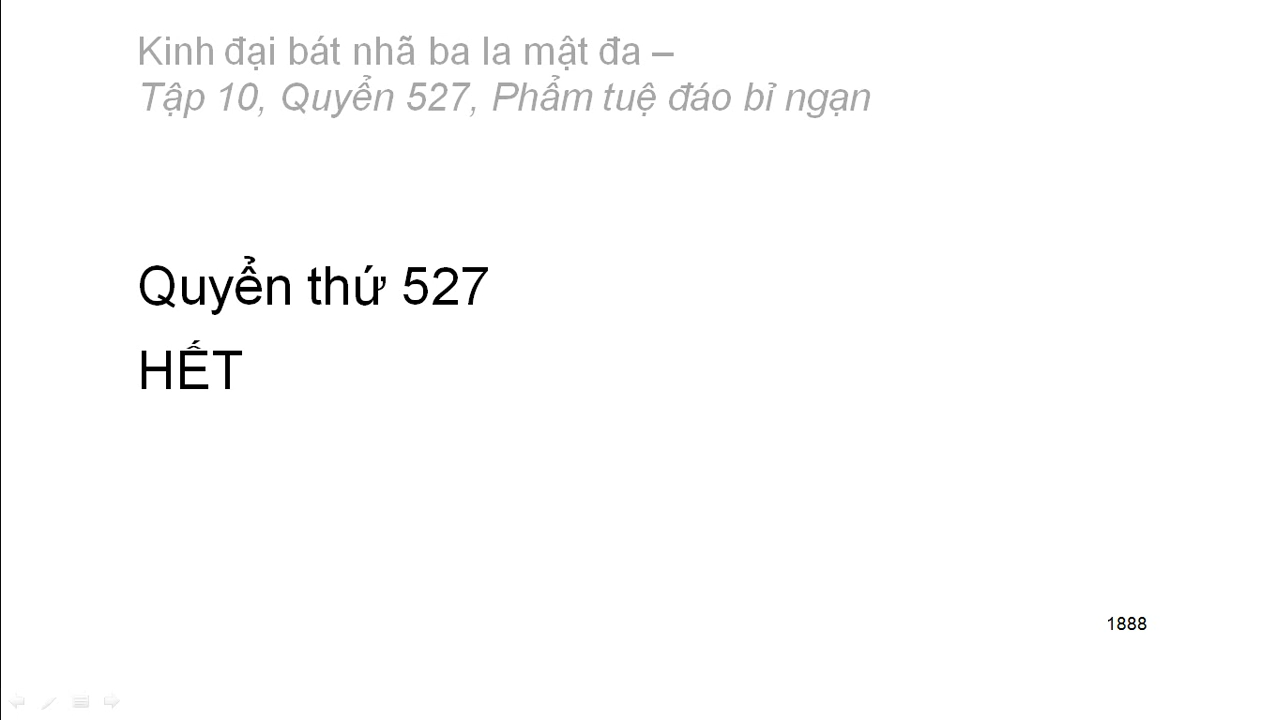 Kinh đại bát nhã ba la mật đa –
Tập 10, Quyển 527, Phẩm tuệ đáo bỉ ngạn
Quyển thứ 527
HẾT
1888